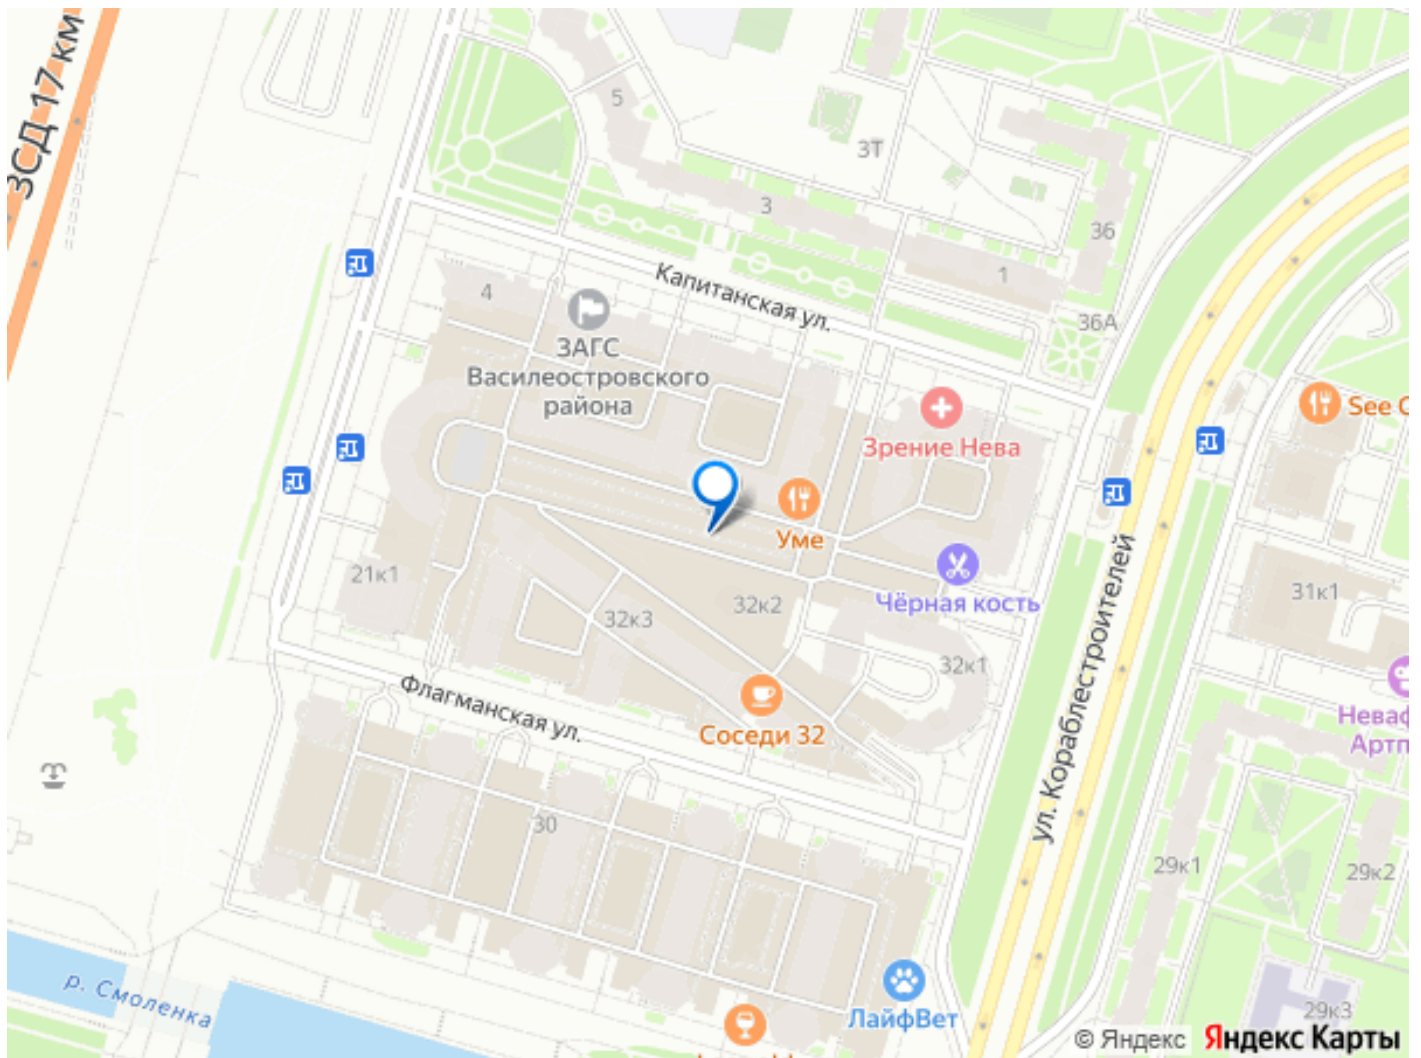 ЗСД 17 км
5
3Т
3
36
1
36А
Капитанская ул.
4
ЗАГС
Василеостровского
района
See
Зрение Нева
Уме
Чёрная кость
21к1
32к3
32к2
32к1
31к1
ул. Кораблестроителей
Флагманская ул.
Соседи 32
30
29к1
29к2
29к3
р. Смоленка
ЛайфВет
© Яндекс Яндекс Карты